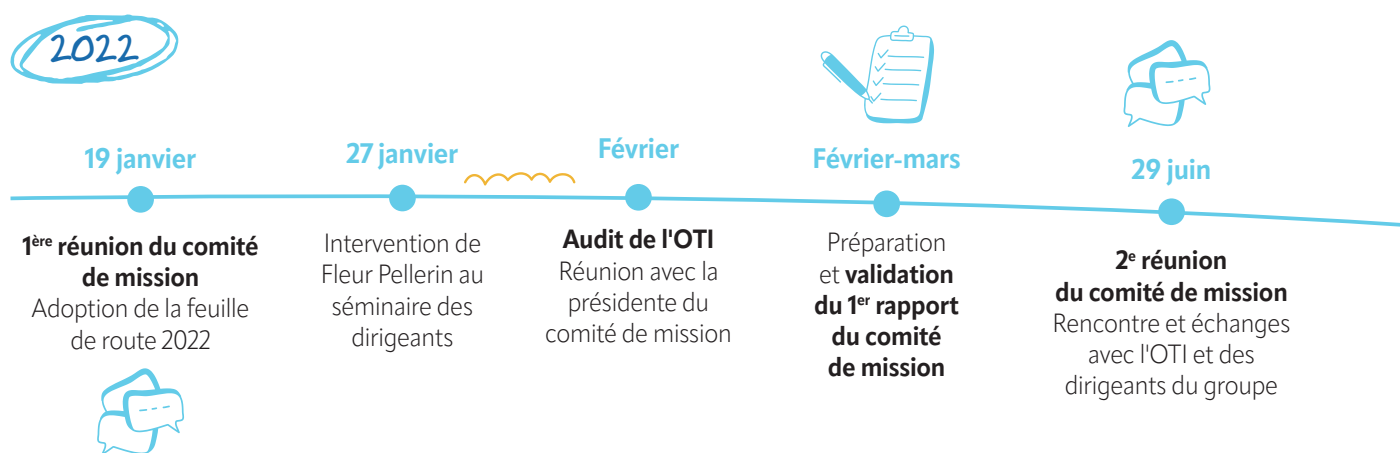 2022
19 janvier
1ère réunion du comité
de mission
Adoption de la feuille
de route 2022
27 janvier
Intervention de
Fleur Pellerin au
séminaire des
dirigeants
Février
Audit de l'OTI
Réunion avec la
présidente du
comité de mission
Février-mars
Préparation
et validation
du 1er rapport
du comité
de mission
29 juin
2e réunion
du comité de mission
Rencontre et échanges
avec l'OTI et des
dirigeants du groupe